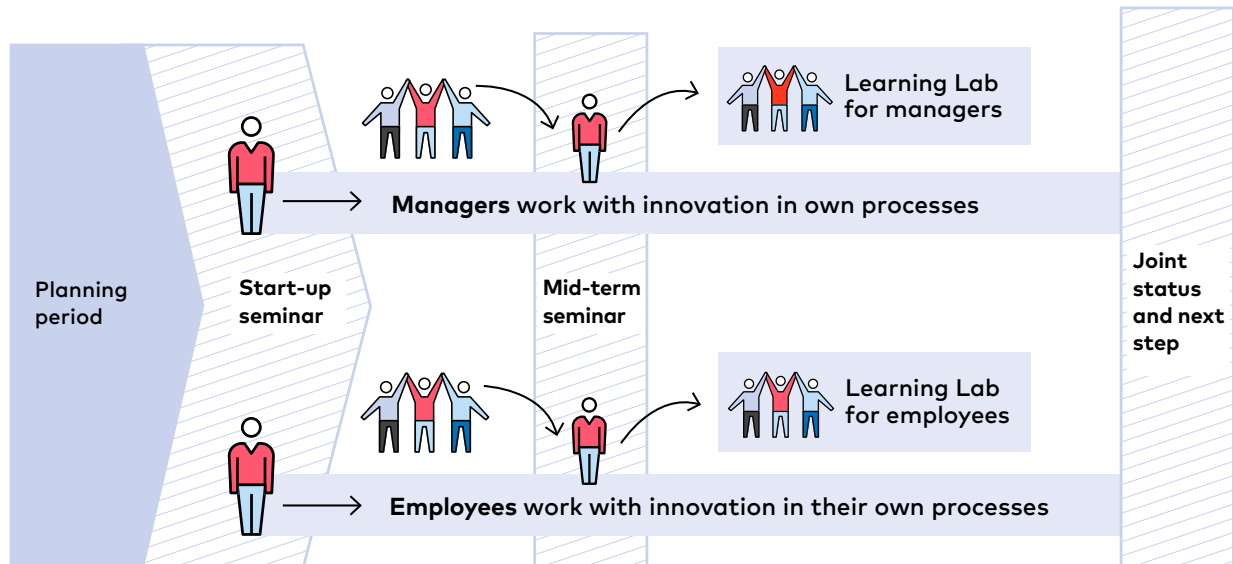 Learning Lab
for managers
Managers work with innovation in own processes
Planning
period
Start-up
seminar
Mid-term
seminar
Joint
status
and next
step
Learning Lab
for employees
Employees work with innovation in their own processes